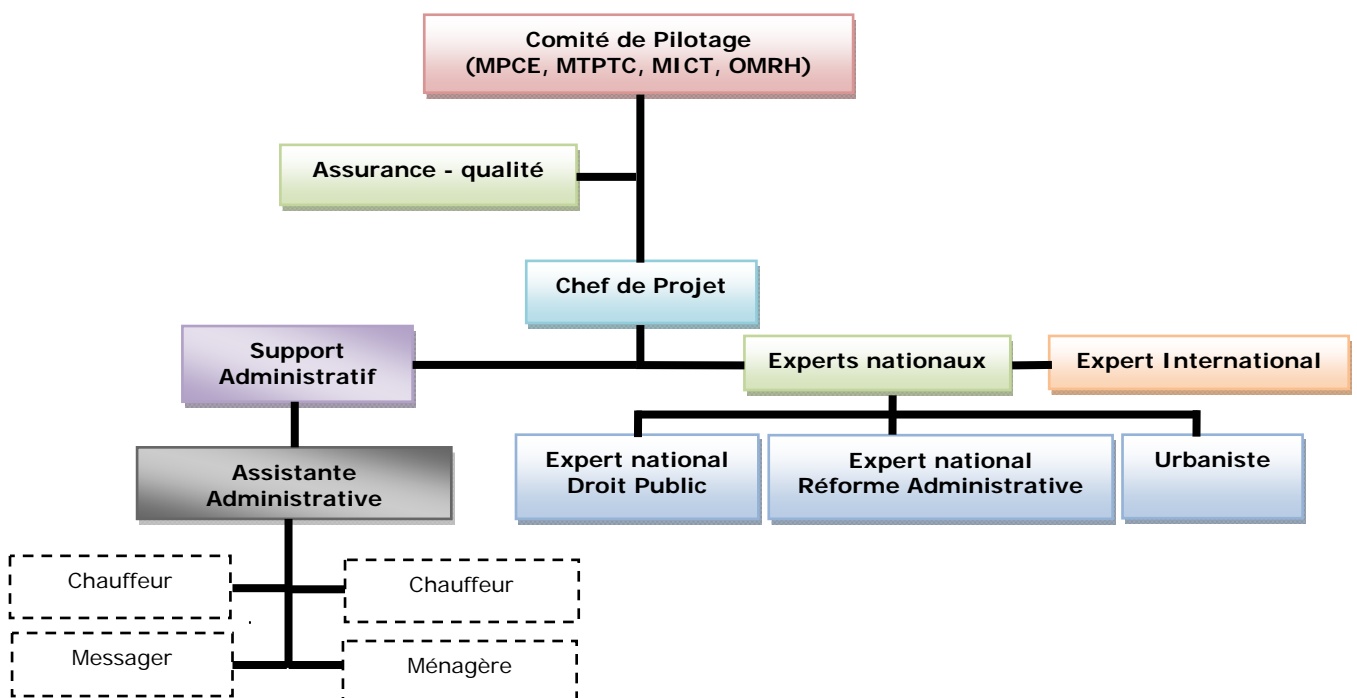 Comité de Pilotage
(MPCE, MTPTC, MICT, OMRH)
Assurance - qualité
Chef de Projet
Support
Administratif
Experts nationaux
Expert International
Assistante
Administrative
Expert national
Droit Public
Expert national
Réforme Administrative
Urbaniste
Chauffeur
Chauffeur
Messager
Ménagère